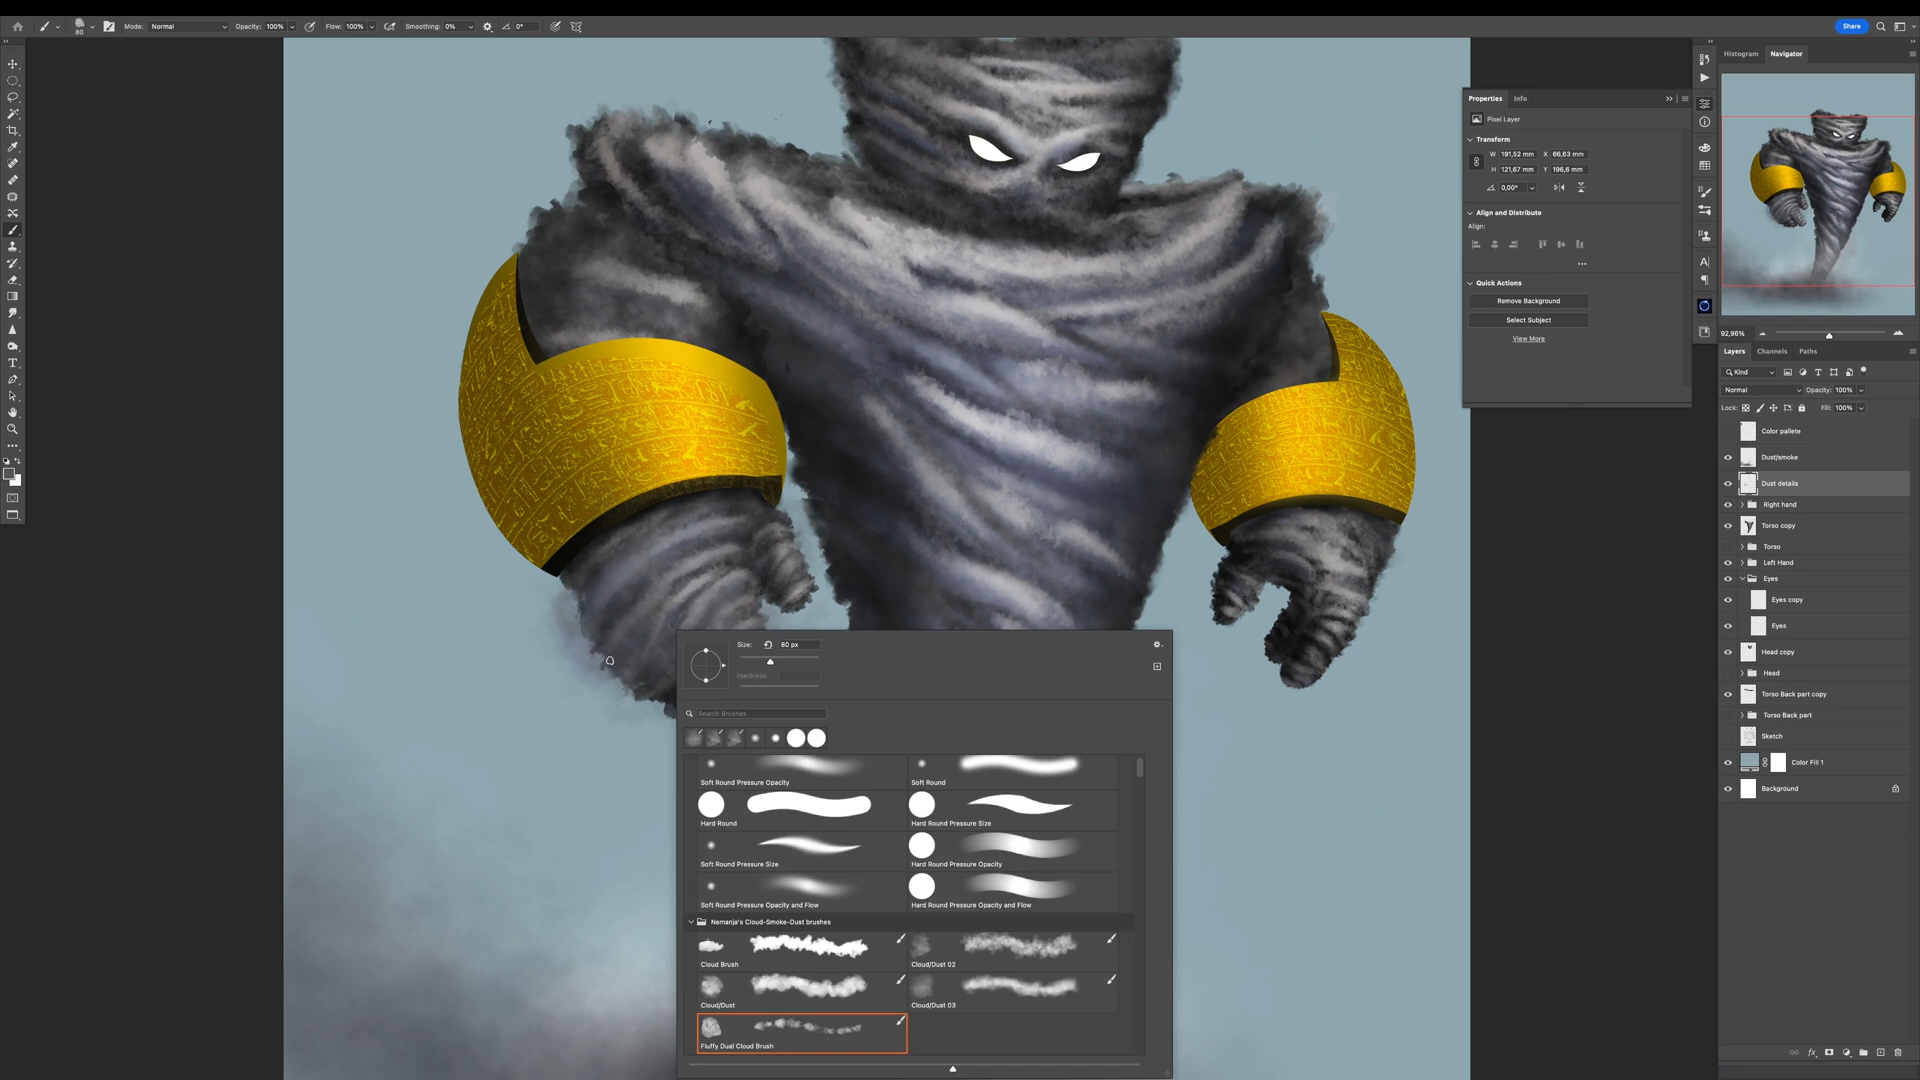 80
Mode: Normal
Opacity: 100%
Flow: 100%
Smoothing: 0%
0°
Share
Histogram
Navigator
92,96%
Properties
Info
Pixel Layer
Transform
W 191,52 mm X 66,63 mm
H 121,67 mm Y 196,6 mm
0,00°
Align and Distribute
Align:
Quick Actions
Remove Background
Select Subject
View More
Layers
Channels
Paths
Kind
Normal
Opacity: 100%
Lock:
Fill: 100%
Color pallete
Dust/smoke
Dust details
Right hand
Torso copy
Torso
Left Hand
Eyes
Eyes copy
Eyes
Head copy
Head
Torso Back part copy
Torso Back part
Sketch
Color Fill 1
Background
Size: 80 px
Hardness:
Search Brushes
Soft Round Pressure Opacity
Soft Round
Hard Round
Hard Round Pressure Size
Soft Round Pressure Size
Hard Round Pressure Opacity
Soft Round Pressure Opacity and Flow
Hard Round Pressure Opacity and Flow
Nemanja's Cloud-Smoke-Dust brushes
Cloud Brush
Cloud/Dust 02
Cloud/Dust
Cloud/Dust 03
Fluffy Dual Cloud Brush